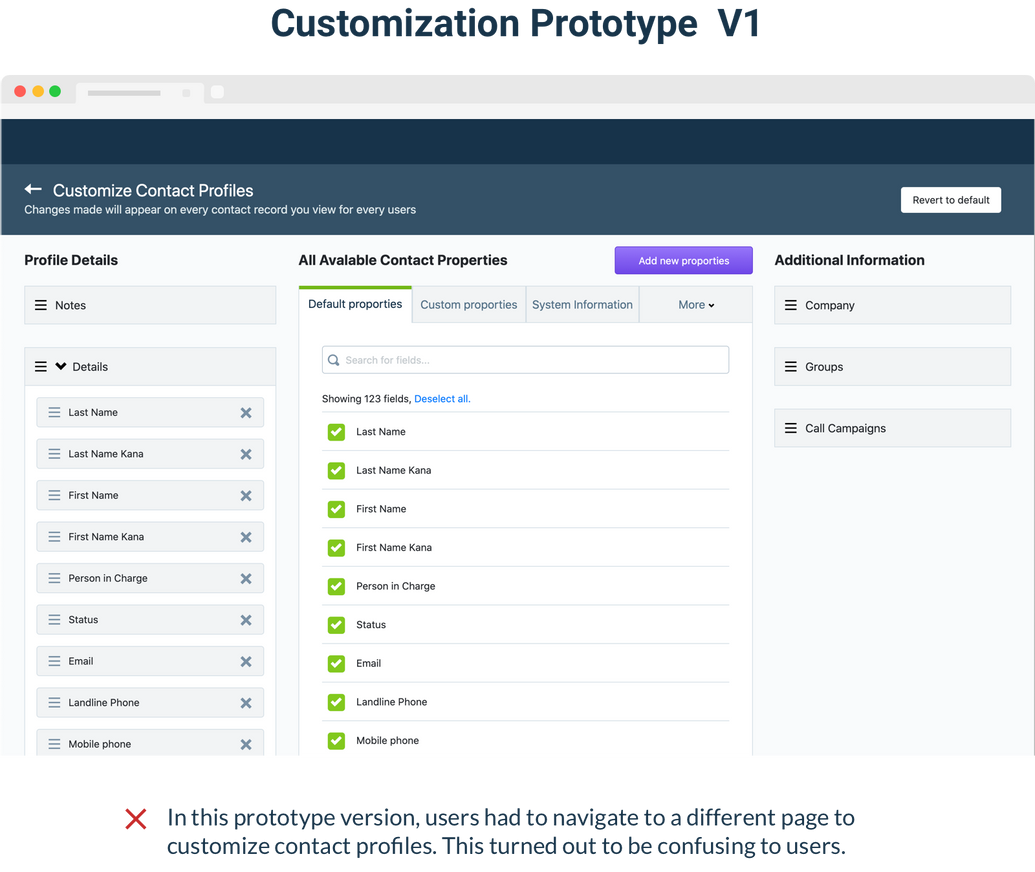 Customization Prototype V1
Customize Contact Profiles
Changes made will appear on every contact record you view for every users
Revert to default
Profile Details
Notes
Details
Last Name
Last Name Kana
First Name
First Name Kana
Person in Charge
Status
Email
Landline Phone
Mobile phone
All Avalable Contact Properties
Add new proporties
Default proporties
Custom proporties
System Information
More
Search for fields...
Showing 123 fields, Deselect all.
Last Name
Last Name Kana
First Name
First Name Kana
Person in Charge
Status
Email
Landline Phone
Mobile phone
Additional Information
Company
Groups
Call Campaigns
In this prototype version, users had to navigate to a different page to
customize contact profiles. This turned out to be confusing to users.